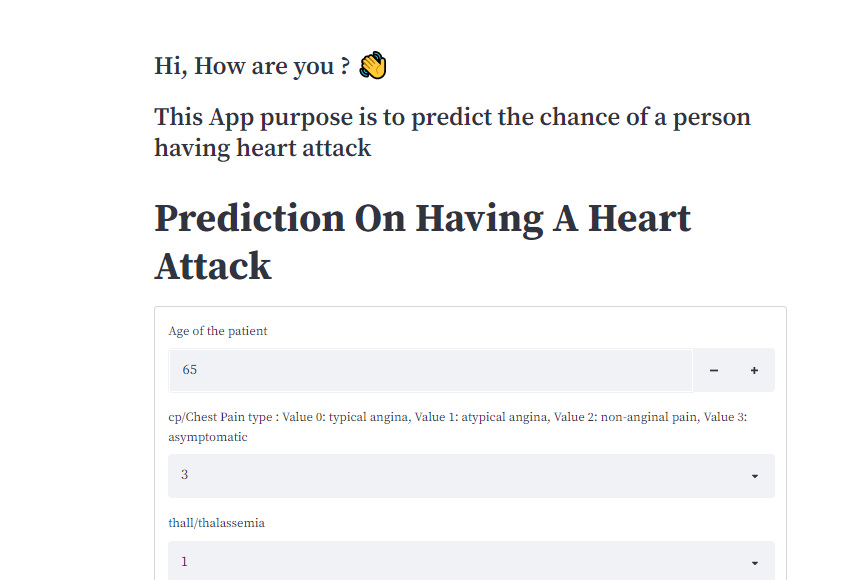 Hi, How are you ? 👋
This App purpose is to predict the chance of a person
having heart attack
Prediction On Having A Heart
Attack
Age of the patient
65
cp/Chest Pain type : Value 0: typical angina, Value 1: atypical angina, Value 2: non-anginal pain, Value 3:
asymptomatic
3
thall/thalassemia
1